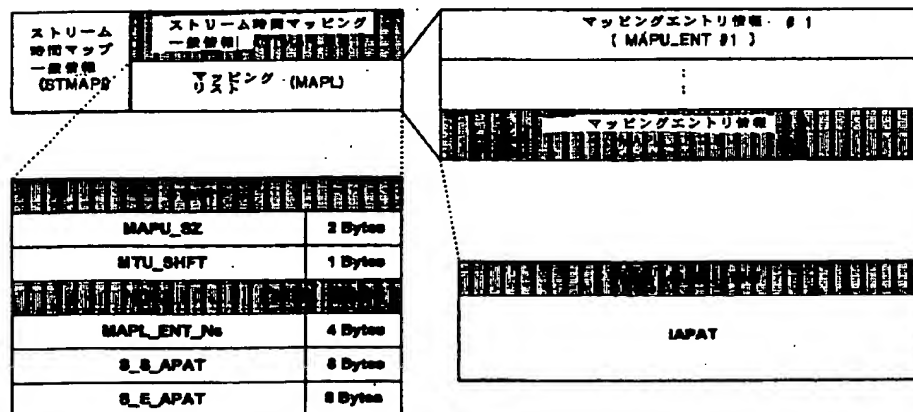 ストリーム
時間マップ
一般情報
(STMAPI)
ストリーム時間マッピング
一般情報
マッピング
リスト (MAPL)
マッピングエントリ情報 #1
( MAPU_ENT #1 )
マッピングエントリ情報
MAPU_SZ 2 Bytes
MTU_SHFT 1 Bytes
MAPL_ENT_Ns 4 Bytes
S_S_APAT 6 Bytes
S_E_APAT 6 Bytes
IAPAT